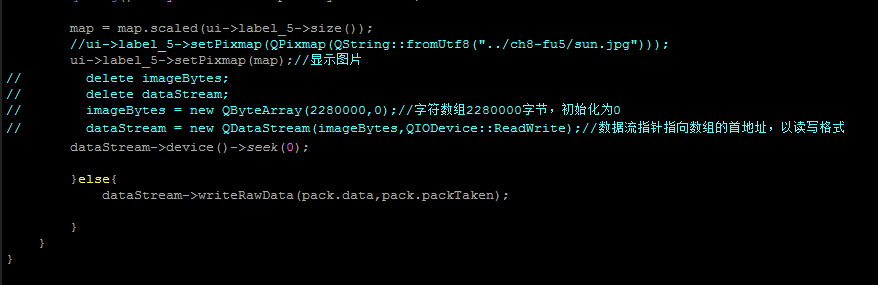 map = map.scaled(ui->label_5->size());
//ui->label_5->setPixmap(QPixmap(QString::fromUtf8("../ch8-fu5/sun.jpg")));
ui->label_5->setPixmap(map);//显示图片
// delete imageBytes;
// delete dataStream;
// imageBytes = new QByteArray(2280000,0);//字符数组2280000字节，初始化为0
// dataStream = new QDataStream(imageBytes,QIODevice::ReadWrite);//数据流指针指向数组的首地址，以读写格式
dataStream->device()->seek(0);
}else{
dataStream->writeRawData(pack.data,pack.packTaken);
}
}
}